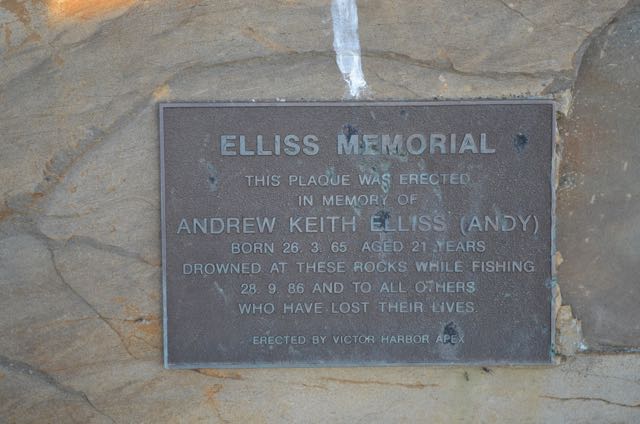 ELLISS MEMORIAL
THIS PLAQUE WAS ERECTED
IN MEMORY OF
ANDREW KEITH ELLISS (ANDY)
BORN 26. 3. 65 AGED 21 YEARS
DROWNED AT THESE ROCKS WHILE FISHING
28. 9. 86 AND TO ALL OTHERS
WHO HAVE LOST THEIR LIVES.
ERECTED BY VICTOR HARBOR APEX